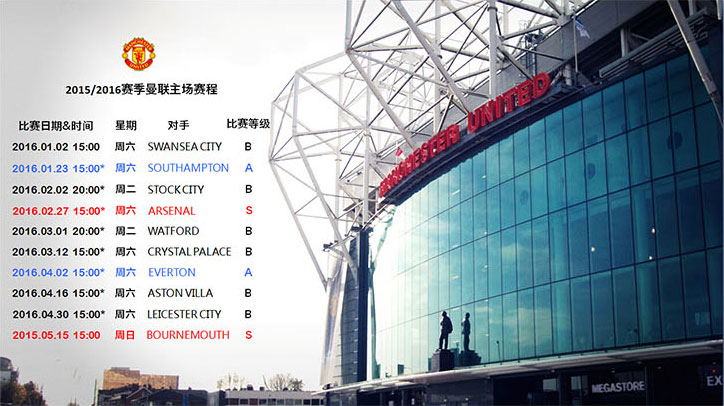 2015/2016赛季曼联主场赛程
比赛日期&时间 星期 对手 比赛等级
2016.01.02 15:00 周六 SWANSEA CITY B
2016.01.23 15:00* 周六 SOUTHAMPTON A
2016.02.02 20:00* 周二 STOCK CITY B
2016.02.27 15:00* 周六 ARSENAL S
2016.03.01 20:00* 周二 WATFORD B
2016.03.12 15:00* 周六 CRYSTAL PALACE B
2016.04.02 15:00* 周六 EVERTON A
2016.04.16 15:00* 周六 ASTON VILLA B
2016.04.30 15:00* 周六 LEICESTER CITY B
2015.05.15 15:00 周日 BOURNEMOUTH S
MANCHESTER UNITED
MEGASTORE
EX